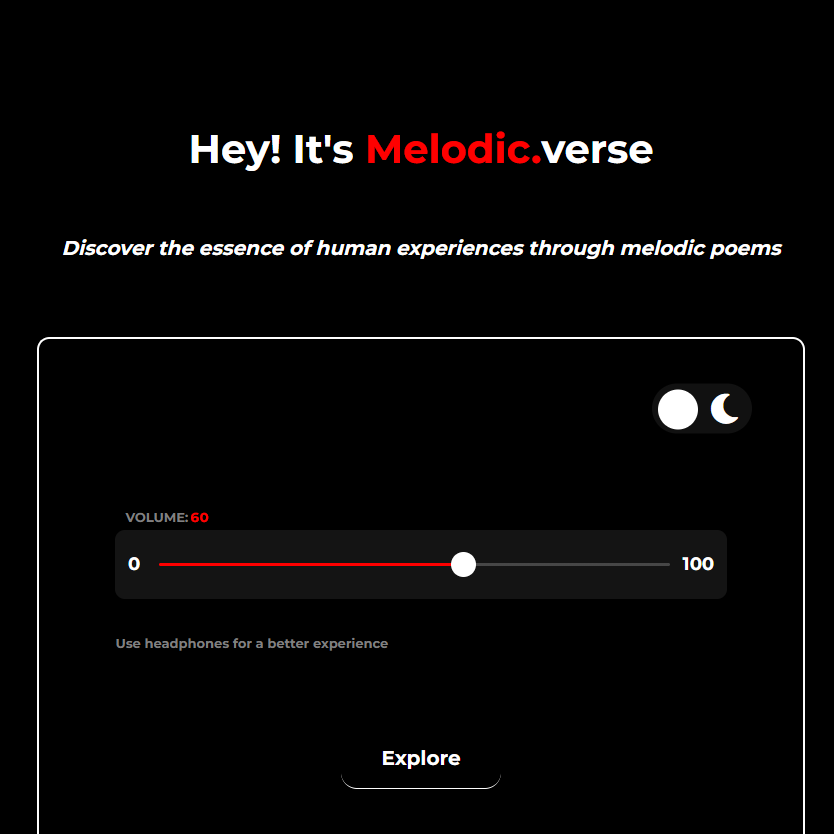 Hey! It's Melodic.verse
Discover the essence of human experiences through melodic poems
VOLUME: 60
0 100
Use headphones for a better experience
Explore